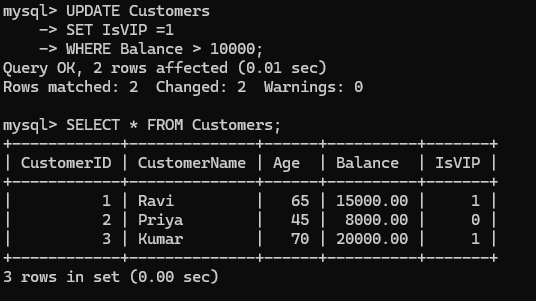 mysql> UPDATE Customers
    -> SET IsVIP =1
    -> WHERE Balance > 10000;
Query OK, 2 rows affected (0.01 sec)
Rows matched: 2  Changed: 2  Warnings: 0

mysql> SELECT * FROM Customers;
+------------+--------------+------+----------+-------+
| CustomerID | CustomerName | Age  | Balance  | IsVIP |
+------------+--------------+------+----------+-------+
|          1 | Ravi         |   65 | 15000.00 |     1 |
|          2 | Priya        |   45 |  8000.00 |     0 |
|          3 | Kumar        |   70 | 20000.00 |     1 |
+------------+--------------+------+----------+-------+
3 rows in set (0.00 sec)